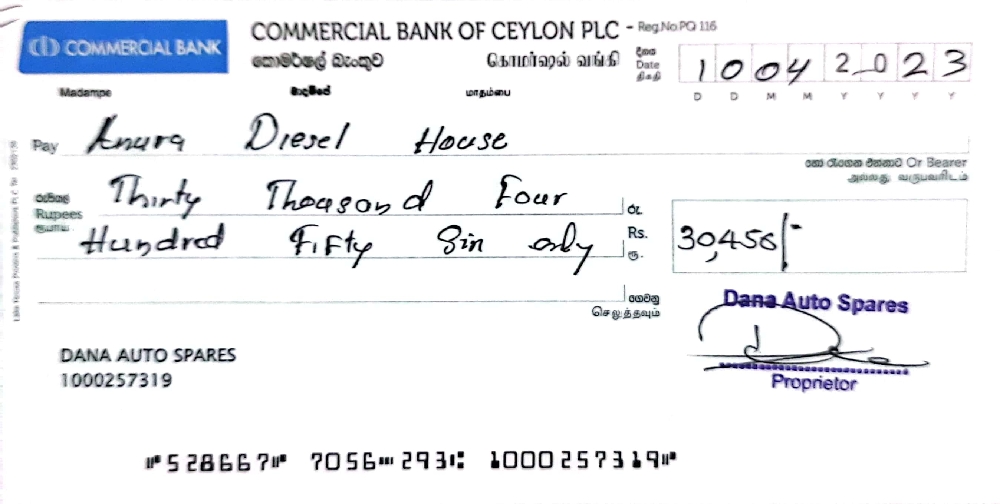 COMMERCIAL BANK
COMMERCIAL BANK OF CEYLON PLC - Reg.No.PQ 116
කොමර්ෂල් බැංකුව கொமர்ஷல் வங்கி
දිනය
Date
திகதி
1 0 0 4 2 0 2 3
D D M M Y Y Y Y
Madampe මාදම්පේ மாதம்பை
Pay Anura Diesel House
හෝ රැගෙන එන්නාට Or Bearer
அல்லது வருபவரிடம்
රුපියල්
Rupees
ரூபாய்
Thirty Thousand Four
Hundred Fifty Sin only
රු.
Rs.
ரூ.
30,456/-
ගෙවනු
செலுத்தவும்
Dana Auto Spares
Proprietor
DANA AUTO SPARES
1000257319
⑈528667⑈ 7056⑉293⑆ 1000257319⑈